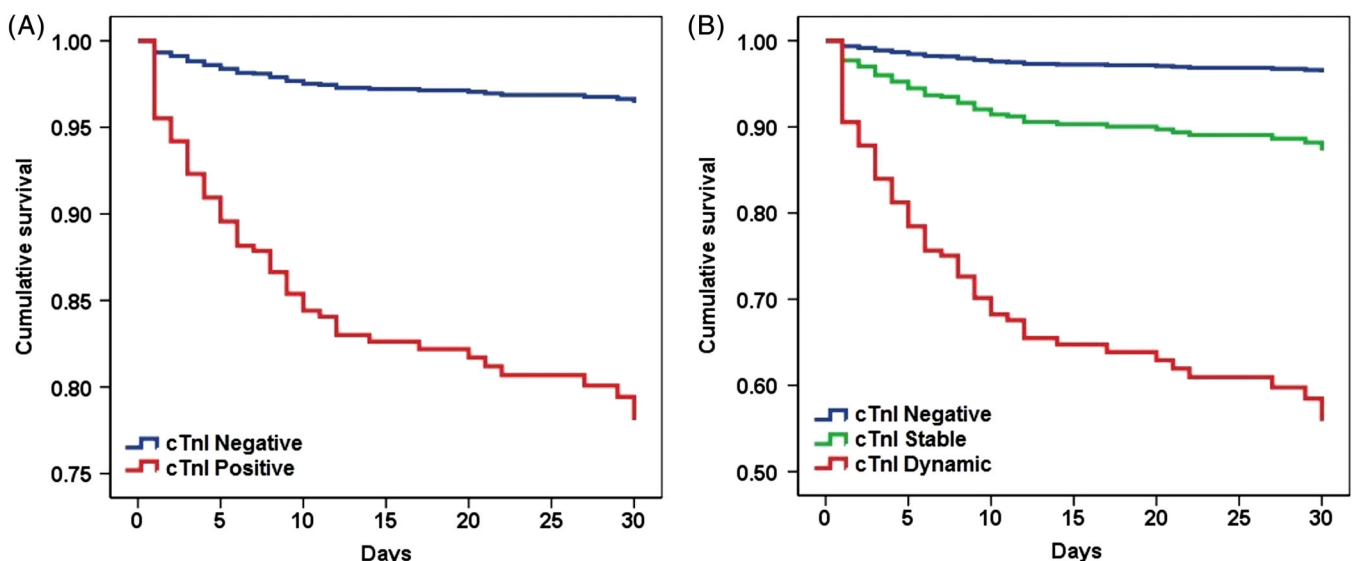 (A)
1.00
0.95
0.90
0.85
0.80
0.75
Cumulative survival
cTnI Negative
cTnI Positive
0 5 10 15 20 25 30
Days
(B)
1.00
0.90
0.80
0.70
0.60
0.50
Cumulative survival
cTnI Negative
cTnI Stable
cTnI Dynamic
0 5 10 15 20 25 30
Days